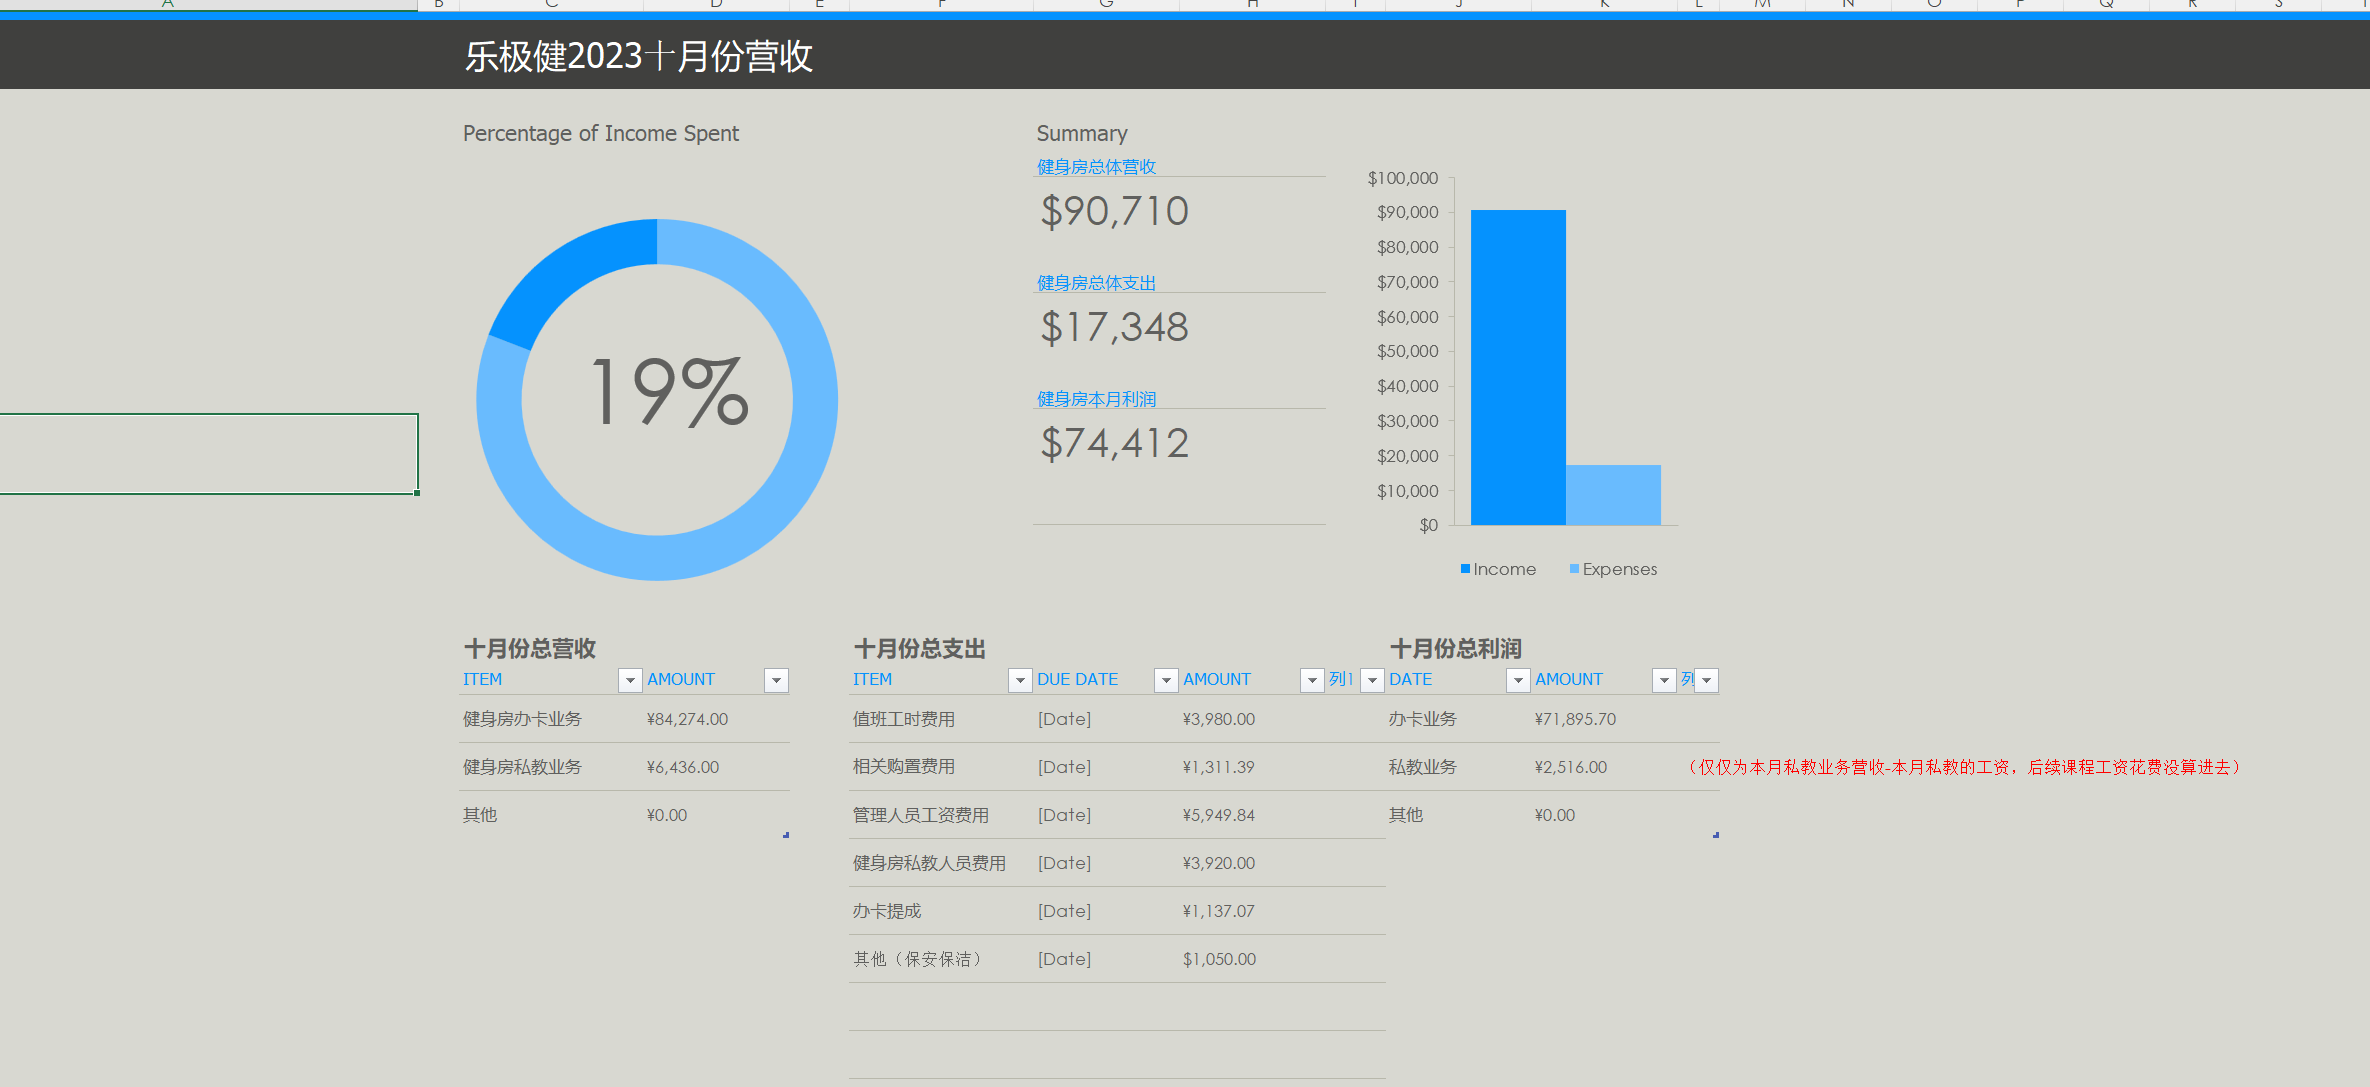 A B C D E F G H I J K L M N O P Q R S
乐极健2023十月份营收
Percentage of Income Spent
19%
Summary
健身房总体营收
$90,710
健身房总体支出
$17,348
健身房本月利润
$74,412
$100,000
$90,000
$80,000
$70,000
$60,000
$50,000
$40,000
$30,000
$20,000
$10,000
$0
Income Expenses
十月份总营收
ITEM AMOUNT
健身房办卡业务 ¥84,274.00
健身房私教业务 ¥6,436.00
其他 ¥0.00
十月份总支出
ITEM DUE DATE AMOUNT 列1
值班工时费用 [Date] ¥3,980.00
相关购置费用 [Date] ¥1,311.39
管理人员工资费用 [Date] ¥5,949.84
健身房私教人员费用 [Date] ¥3,920.00
办卡提成 [Date] ¥1,137.07
其他（保安保洁） [Date] $1,050.00
十月份总利润
DATE AMOUNT 列
办卡业务 ¥71,895.70
私教业务 ¥2,516.00 （仅仅为本月私教业务营收-本月私教的工资，后续课程工资花费没算进去）
其他 ¥0.00